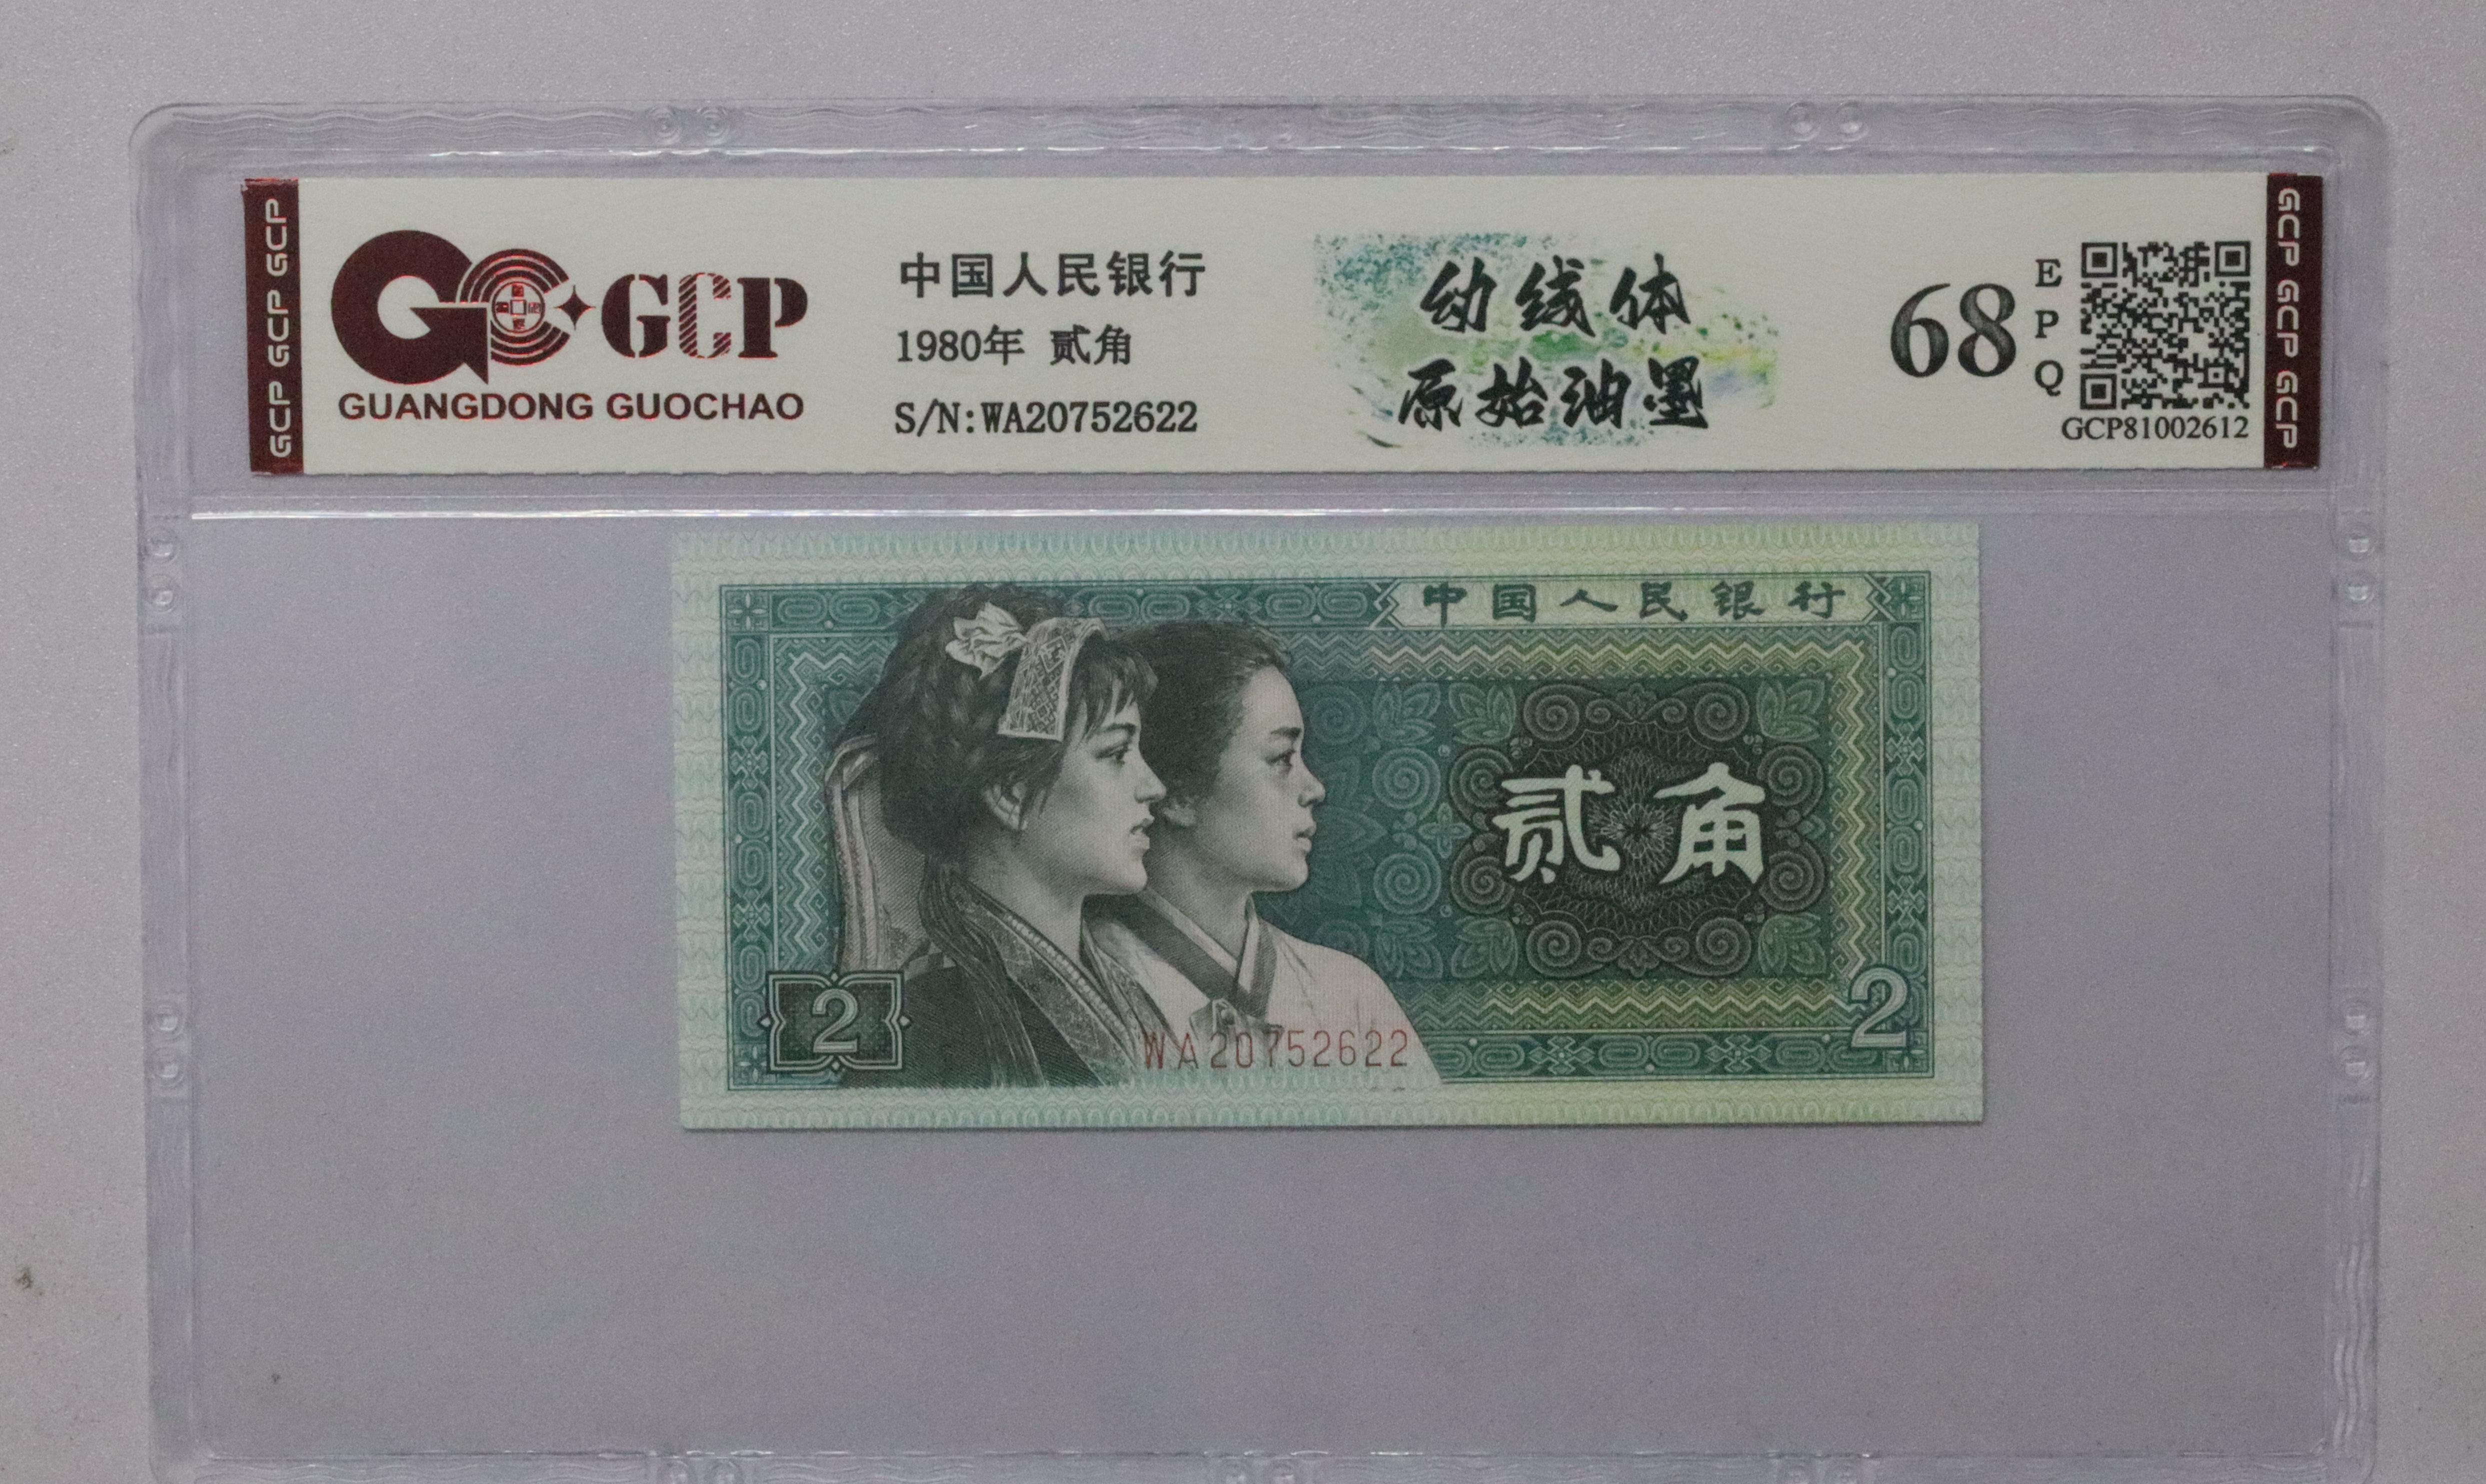 GCP GCP GCP
GCP
GUANGDONG GUOCHAO
中国人民银行
1980年 贰角
S/N:WA20752622
幼线体
原始油墨
68
E
P
Q
GCP81002612
GCP GCP GCP
中国人民银行
贰角
2
WA20752622
2